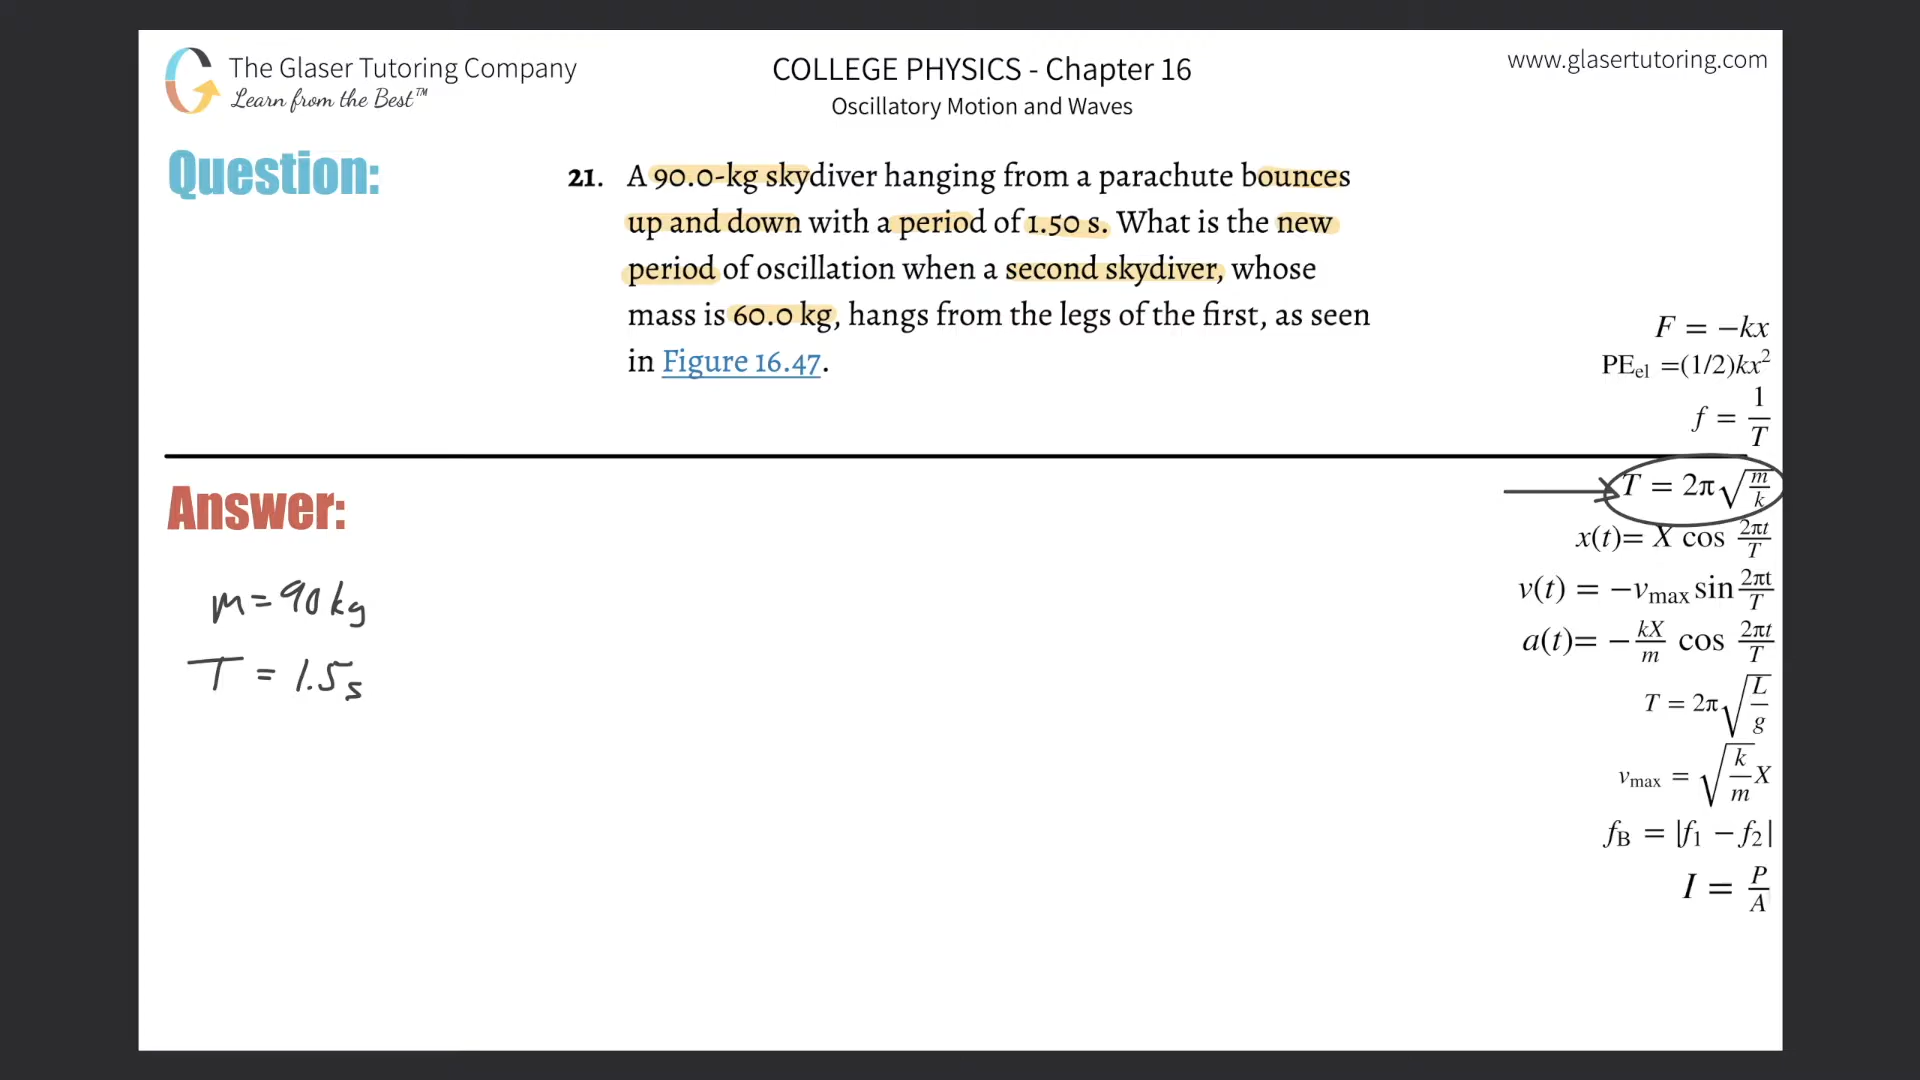 The Glaser Tutoring Company
Learn from the Best™
COLLEGE PHYSICS - Chapter 16
Oscillatory Motion and Waves
www.glasertutoring.com
Question:
21. A 90.0-kg skydiver hanging from a parachute bounces
up and down with a period of 1.50 s. What is the new
period of oscillation when a second skydiver, whose
mass is 60.0 kg, hangs from the legs of the first, as seen
in Figure 16.47.
F = −kx
PEel =(1/2)kx²
f = 1/T
T = 2π√(m/k)
x(t)= X cos 2πt/T
v(t) = −vmax sin 2πt/T
a(t)= − kX/m cos 2πt/T
T = 2π√(L/g)
vmax = √(k/m) X
fB = |f1 − f2|
I = P/A
Answer:
m = 90 kg
T = 1.5 s